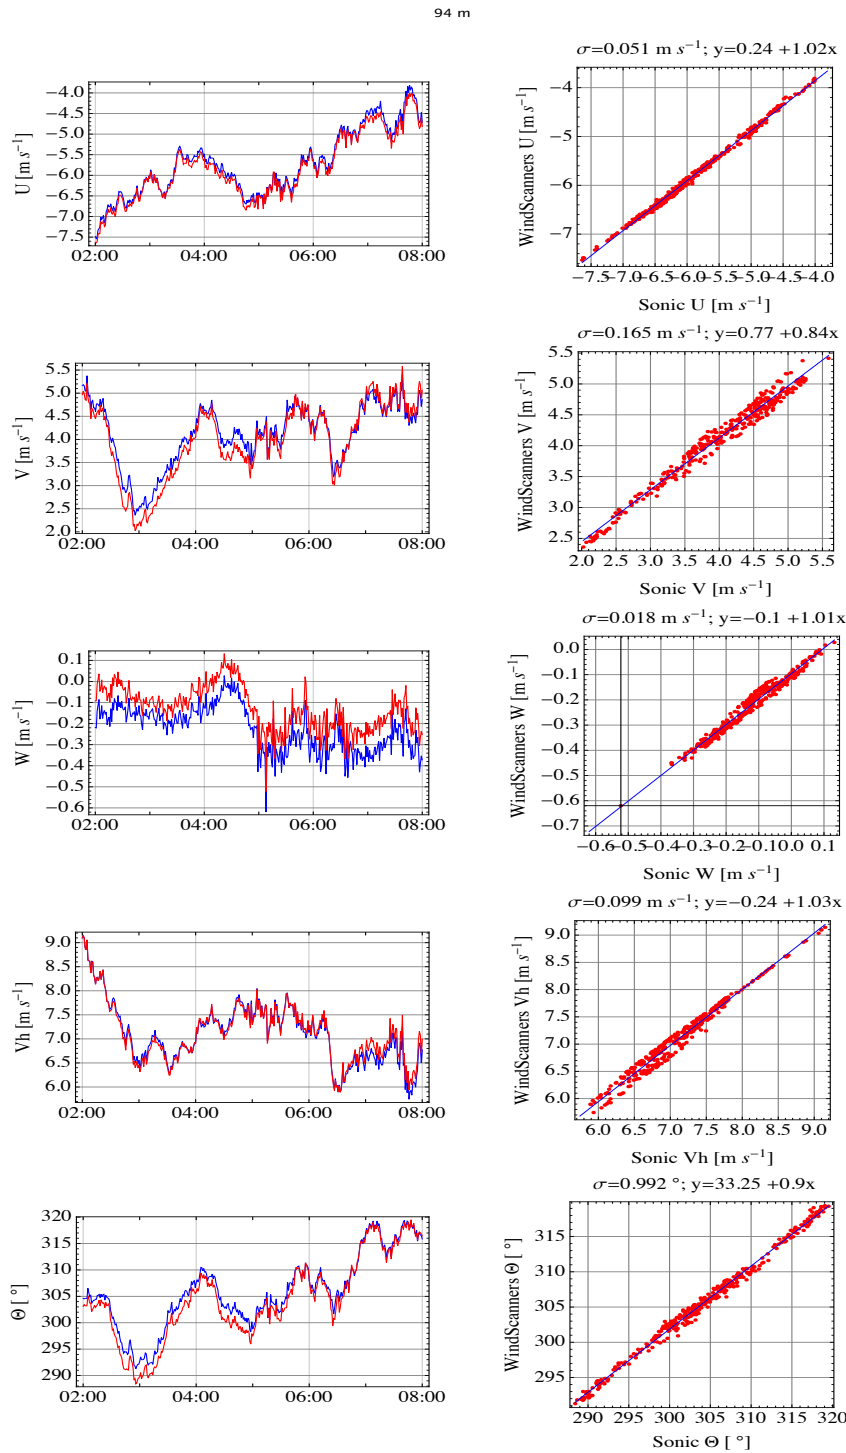 94 m
σ=0.051 m s⁻¹; y=0.24 +1.02x
U [m s⁻¹]
−4.0
−4.5
−5.0
−5.5
−6.0
−6.5
−7.0
−7.5
02:00 04:00 06:00 08:00
WindScanners U [m s⁻¹]
−4
−5
−6
−7
−7.5−7.0−6.5−6.0−5.5−5.0−4.5−4.0
Sonic U [m s⁻¹]
σ=0.165 m s⁻¹; y=0.77 +0.84x
V [m s⁻¹]
5.5
5.0
4.5
4.0
3.5
3.0
2.5
2.0
02:00 04:00 06:00 08:00
WindScanners V [m s⁻¹]
5.5
5.0
4.5
4.0
3.5
3.0
2.5
2.0 2.5 3.0 3.5 4.0 4.5 5.0 5.5
Sonic V [m s⁻¹]
σ=0.018 m s⁻¹; y=−0.1 +1.01x
W [m s⁻¹]
0.1
0.0
−0.1
−0.2
−0.3
−0.4
−0.5
−0.6
02:00 04:00 06:00 08:00
WindScanners W [m s⁻¹]
0.0
−0.1
−0.2
−0.3
−0.4
−0.5
−0.6
−0.7
−0.6 −0.5−0.4−0.3−0.2−0.10.0 0.1
Sonic W [m s⁻¹]
σ=0.099 m s⁻¹; y=−0.24 +1.03x
Vh [m s⁻¹]
9.0
8.5
8.0
7.5
7.0
6.5
6.0
02:00 04:00 06:00 08:00
WindScanners Vh [m s⁻¹]
9.0
8.5
8.0
7.5
7.0
6.5
6.0
6.0 6.5 7.0 7.5 8.0 8.5 9.0
Sonic Vh [m s⁻¹]
σ=0.992 °; y=33.25 +0.9x
Θ [ °]
320
315
310
305
300
295
290
02:00 04:00 06:00 08:00
WindScanners Θ [ °]
315
310
305
300
295
290 295 300 305 310 315 320
Sonic Θ [ °]